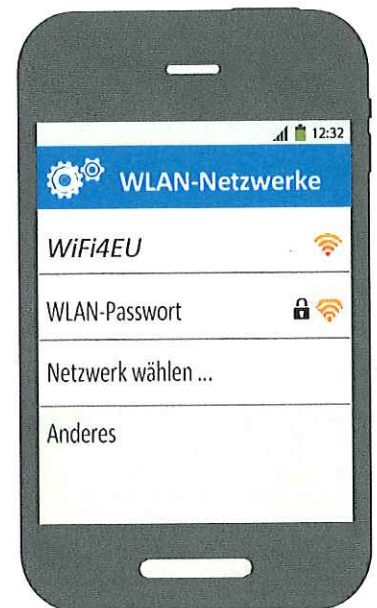 12:32
WLAN-Netzwerke
WiFi4EU
WLAN-Passwort
Netzwerk wählen ...
Anderes